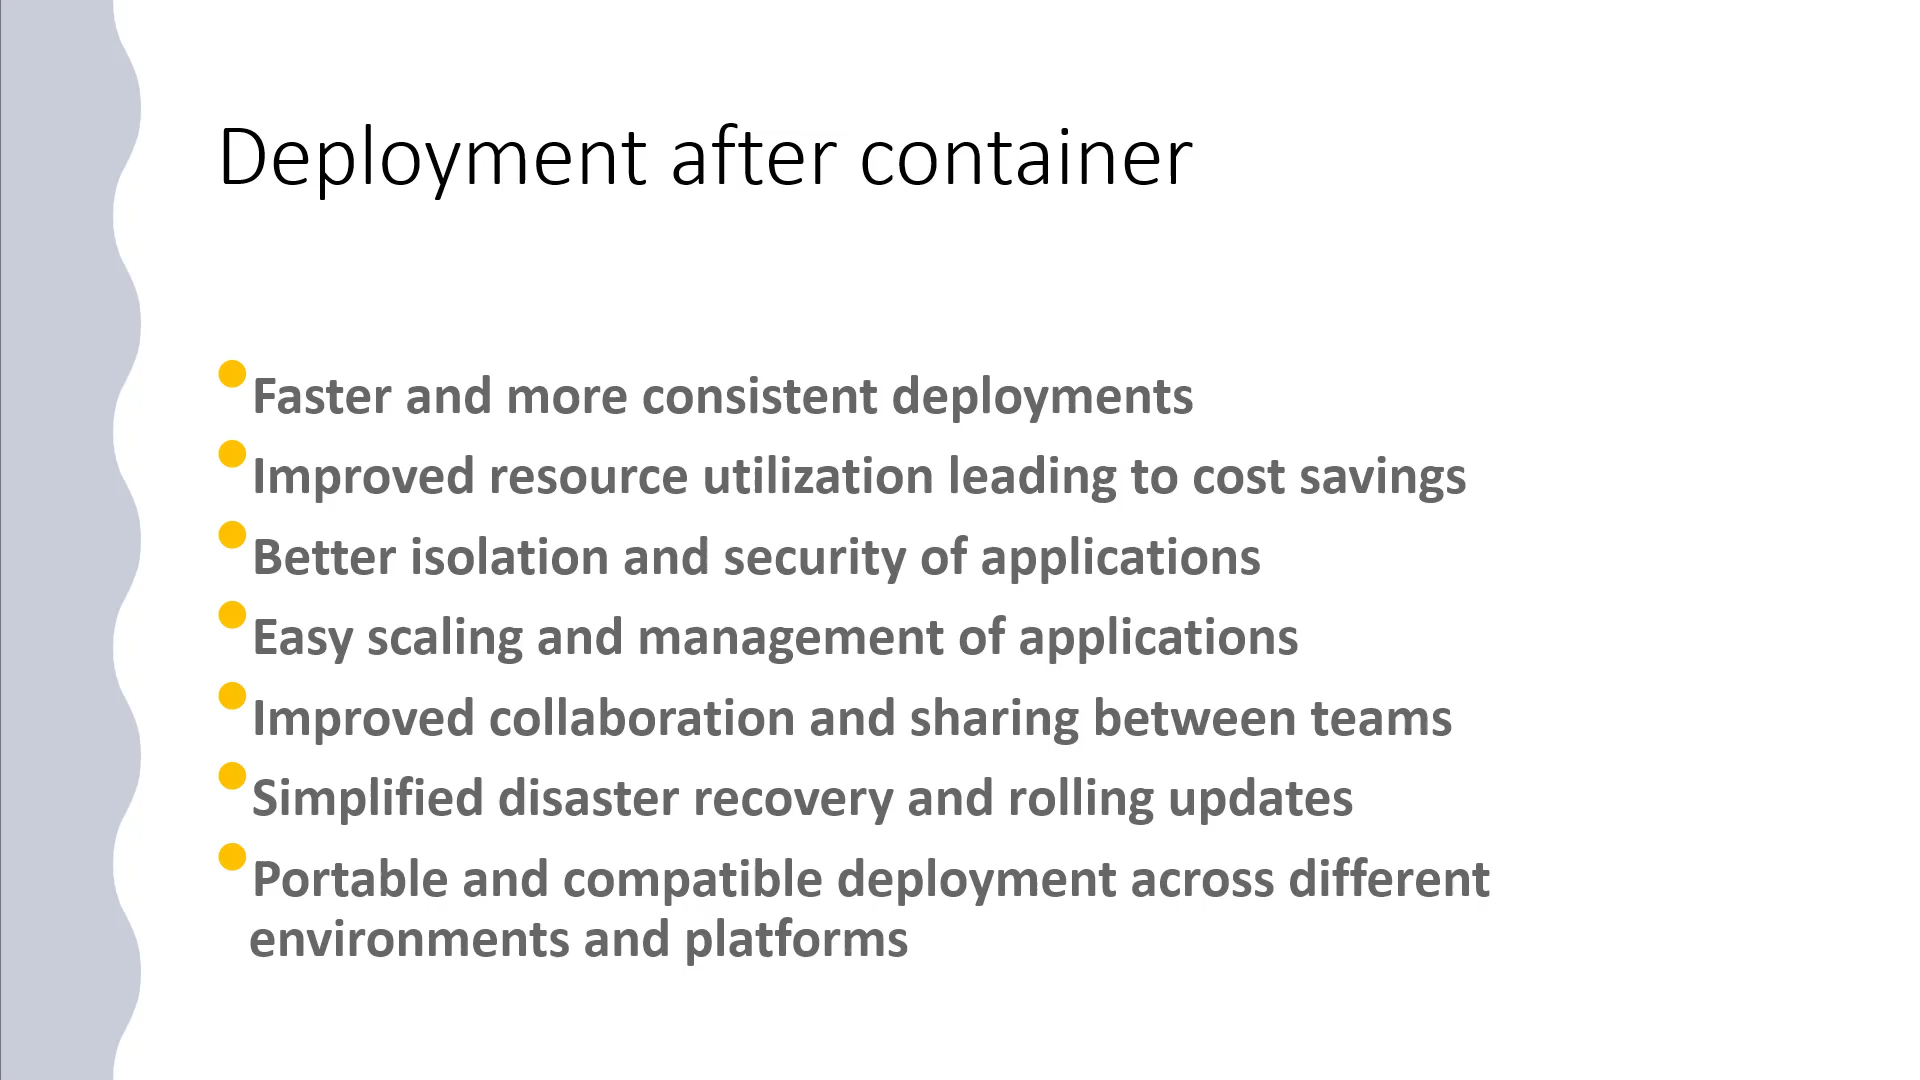 Deployment after container
Faster and more consistent deployments
Improved resource utilization leading to cost savings
Better isolation and security of applications
Easy scaling and management of applications
Improved collaboration and sharing between teams
Simplified disaster recovery and rolling updates
Portable and compatible deployment across different
environments and platforms